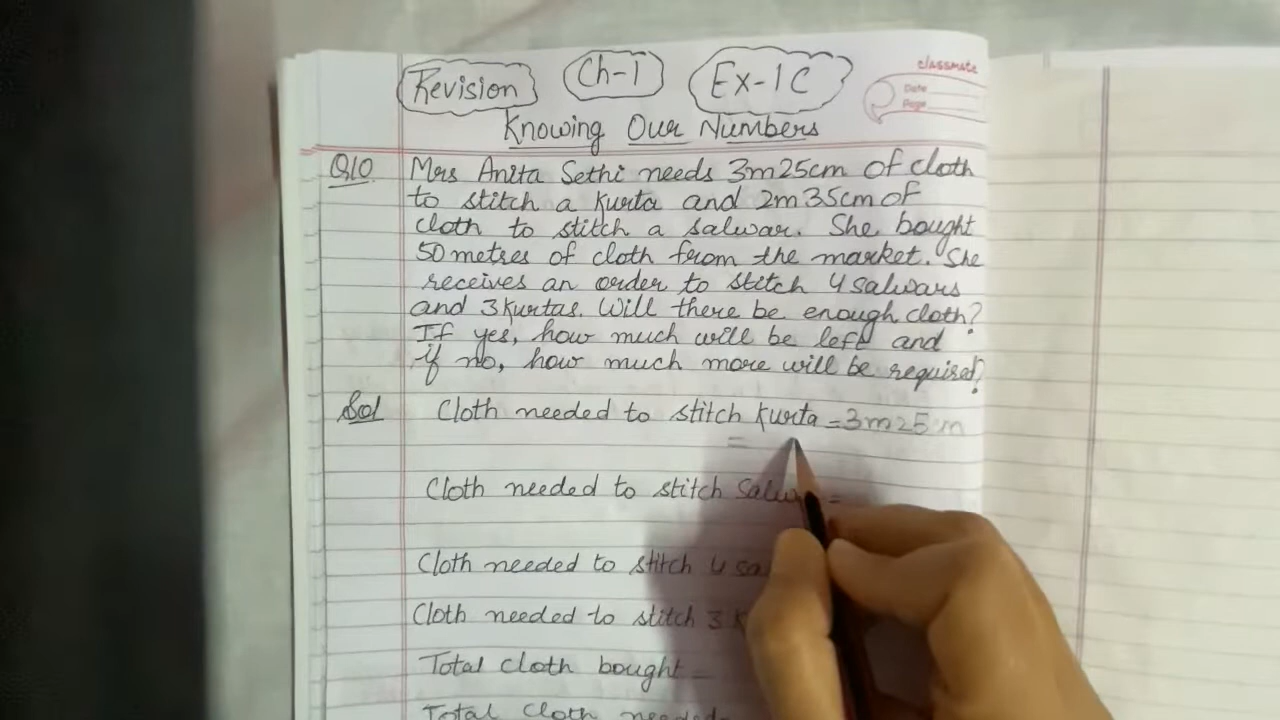 Revision Ch-1 Ex-1C
classmate
Date
Page
Knowing Our Numbers
Q10 Mrs Anita Sethi needs 3m25cm of cloth
to stitch a kurta and 2m35cm of
cloth to stitch a salwar. She bought
50 metres of cloth from the market. She
receives an order to stitch 4 salwars
and 3 kurtas. Will there be enough cloth?
If yes, how much will be left and
if no, how much more will be required?
Sol Cloth needed to stitch kurta = 3m25cm
=
Cloth needed to stitch =
Cloth needed to stitch 4
Cloth needed to stitch 3
Total cloth bought =
Total cloth needed